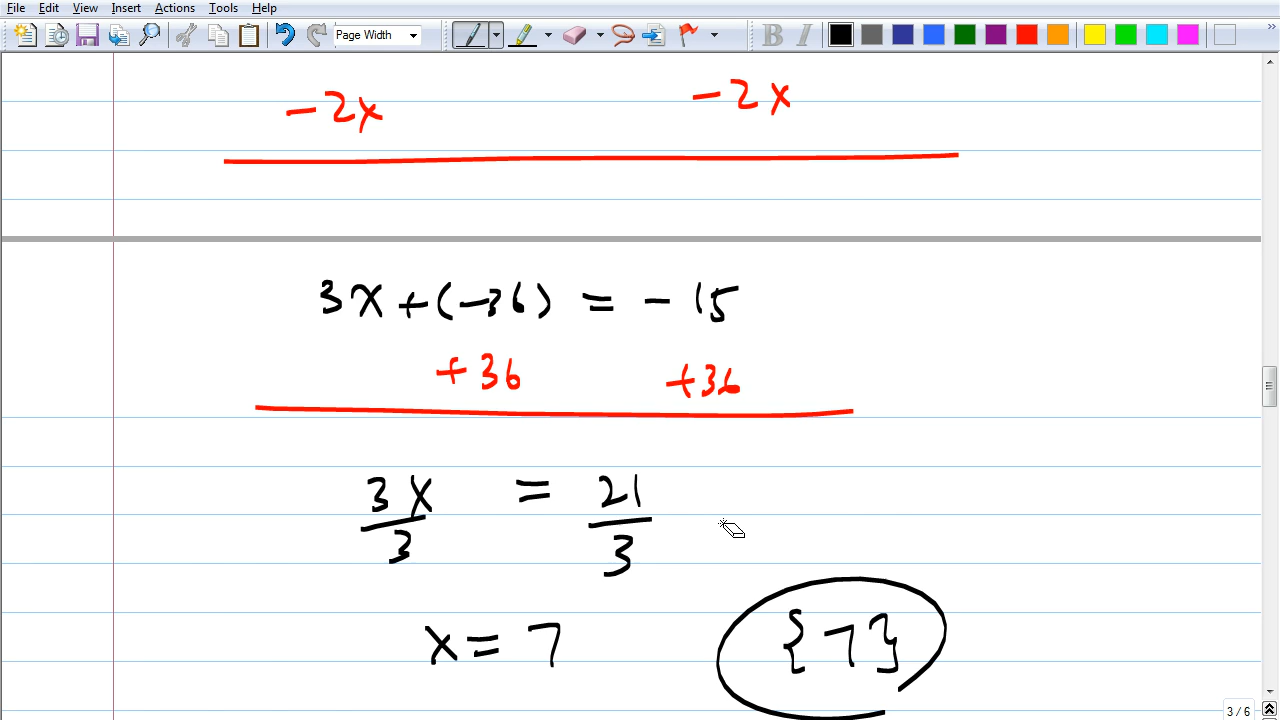 File Edit View Insert Actions Tools Help
Page Width B I
-2x -2x
3x+(-36) = -15
+36 +36
3x = 21
3 3
x = 7 {7}
3 / 6